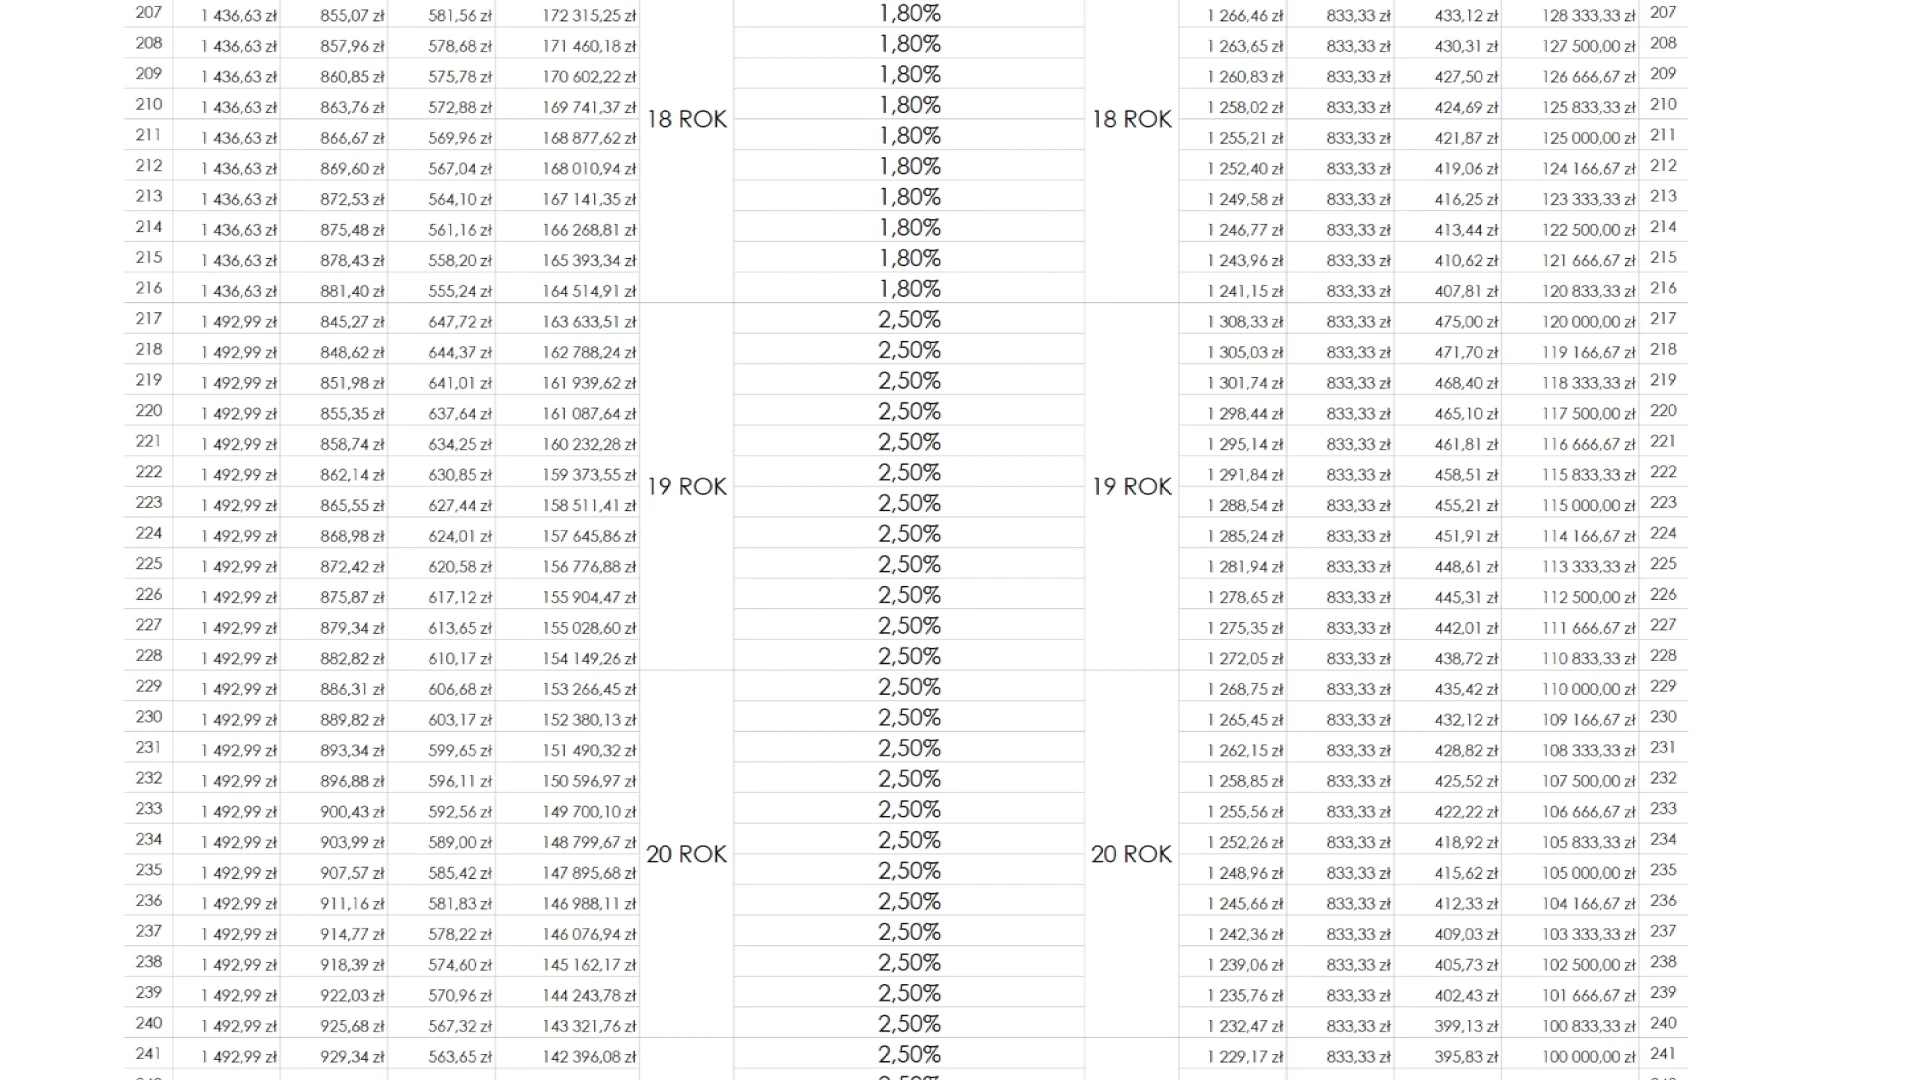 207 1 436,63 zł 855,07 zł 581,56 zł 172 315,25 zł 1,80% 1 266,46 zł 833,33 zł 433,12 zł 128 333,33 zł 207
208 1 436,63 zł 857,96 zł 578,68 zł 171 460,18 zł 1,80% 1 263,65 zł 833,33 zł 430,31 zł 127 500,00 zł 208
209 1 436,63 zł 860,85 zł 575,78 zł 170 602,22 zł 1,80% 1 260,83 zł 833,33 zł 427,50 zł 126 666,67 zł 209
210 1 436,63 zł 863,76 zł 572,88 zł 169 741,37 zł 1,80% 1 258,02 zł 833,33 zł 424,69 zł 125 833,33 zł 210
18 ROK 18 ROK
211 1 436,63 zł 866,67 zł 569,96 zł 168 877,62 zł 1,80% 1 255,21 zł 833,33 zł 421,87 zł 125 000,00 zł 211
212 1 436,63 zł 869,60 zł 567,04 zł 168 010,94 zł 1,80% 1 252,40 zł 833,33 zł 419,06 zł 124 166,67 zł 212
213 1 436,63 zł 872,53 zł 564,10 zł 167 141,35 zł 1,80% 1 249,58 zł 833,33 zł 416,25 zł 123 333,33 zł 213
214 1 436,63 zł 875,48 zł 561,16 zł 166 268,81 zł 1,80% 1 246,77 zł 833,33 zł 413,44 zł 122 500,00 zł 214
215 1 436,63 zł 878,43 zł 558,20 zł 165 393,34 zł 1,80% 1 243,96 zł 833,33 zł 410,62 zł 121 666,67 zł 215
216 1 436,63 zł 881,40 zł 555,24 zł 164 514,91 zł 1,80% 1 241,15 zł 833,33 zł 407,81 zł 120 833,33 zł 216
217 1 492,99 zł 845,27 zł 647,72 zł 163 633,51 zł 2,50% 1 308,33 zł 833,33 zł 475,00 zł 120 000,00 zł 217
218 1 492,99 zł 848,62 zł 644,37 zł 162 788,24 zł 2,50% 1 305,03 zł 833,33 zł 471,70 zł 119 166,67 zł 218
219 1 492,99 zł 851,98 zł 641,01 zł 161 939,62 zł 2,50% 1 301,74 zł 833,33 zł 468,40 zł 118 333,33 zł 219
220 1 492,99 zł 855,35 zł 637,64 zł 161 087,64 zł 2,50% 1 298,44 zł 833,33 zł 465,10 zł 117 500,00 zł 220
221 1 492,99 zł 858,74 zł 634,25 zł 160 232,28 zł 2,50% 1 295,14 zł 833,33 zł 461,81 zł 116 666,67 zł 221
222 1 492,99 zł 862,14 zł 630,85 zł 159 373,55 zł 2,50% 1 291,84 zł 833,33 zł 458,51 zł 115 833,33 zł 222
19 ROK 19 ROK
223 1 492,99 zł 865,55 zł 627,44 zł 158 511,41 zł 2,50% 1 288,54 zł 833,33 zł 455,21 zł 115 000,00 zł 223
224 1 492,99 zł 868,98 zł 624,01 zł 157 645,86 zł 2,50% 1 285,24 zł 833,33 zł 451,91 zł 114 166,67 zł 224
225 1 492,99 zł 872,42 zł 620,58 zł 156 776,88 zł 2,50% 1 281,94 zł 833,33 zł 448,61 zł 113 333,33 zł 225
226 1 492,99 zł 875,87 zł 617,12 zł 155 904,47 zł 2,50% 1 278,65 zł 833,33 zł 445,31 zł 112 500,00 zł 226
227 1 492,99 zł 879,34 zł 613,65 zł 155 028,60 zł 2,50% 1 275,35 zł 833,33 zł 442,01 zł 111 666,67 zł 227
228 1 492,99 zł 882,82 zł 610,17 zł 154 149,26 zł 2,50% 1 272,05 zł 833,33 zł 438,72 zł 110 833,33 zł 228
229 1 492,99 zł 886,31 zł 606,68 zł 153 266,45 zł 2,50% 1 268,75 zł 833,33 zł 435,42 zł 110 000,00 zł 229
230 1 492,99 zł 889,82 zł 603,17 zł 152 380,13 zł 2,50% 1 265,45 zł 833,33 zł 432,12 zł 109 166,67 zł 230
231 1 492,99 zł 893,34 zł 599,65 zł 151 490,32 zł 2,50% 1 262,15 zł 833,33 zł 428,82 zł 108 333,33 zł 231
232 1 492,99 zł 896,88 zł 596,11 zł 150 596,97 zł 2,50% 1 258,85 zł 833,33 zł 425,52 zł 107 500,00 zł 232
233 1 492,99 zł 900,43 zł 592,56 zł 149 700,10 zł 2,50% 1 255,56 zł 833,33 zł 422,22 zł 106 666,67 zł 233
234 1 492,99 zł 903,99 zł 589,00 zł 148 799,67 zł 2,50% 1 252,26 zł 833,33 zł 418,92 zł 105 833,33 zł 234
20 ROK 20 ROK
235 1 492,99 zł 907,57 zł 585,42 zł 147 895,68 zł 2,50% 1 248,96 zł 833,33 zł 415,62 zł 105 000,00 zł 235
236 1 492,99 zł 911,16 zł 581,83 zł 146 988,11 zł 2,50% 1 245,66 zł 833,33 zł 412,33 zł 104 166,67 zł 236
237 1 492,99 zł 914,77 zł 578,22 zł 146 076,94 zł 2,50% 1 242,36 zł 833,33 zł 409,03 zł 103 333,33 zł 237
238 1 492,99 zł 918,39 zł 574,60 zł 145 162,17 zł 2,50% 1 239,06 zł 833,33 zł 405,73 zł 102 500,00 zł 238
239 1 492,99 zł 922,03 zł 570,96 zł 144 243,78 zł 2,50% 1 235,76 zł 833,33 zł 402,43 zł 101 666,67 zł 239
240 1 492,99 zł 925,68 zł 567,32 zł 143 321,76 zł 2,50% 1 232,47 zł 833,33 zł 399,13 zł 100 833,33 zł 240
241 1 492,99 zł 929,34 zł 563,65 zł 142 396,08 zł 2,50% 1 229,17 zł 833,33 zł 395,83 zł 100 000,00 zł 241